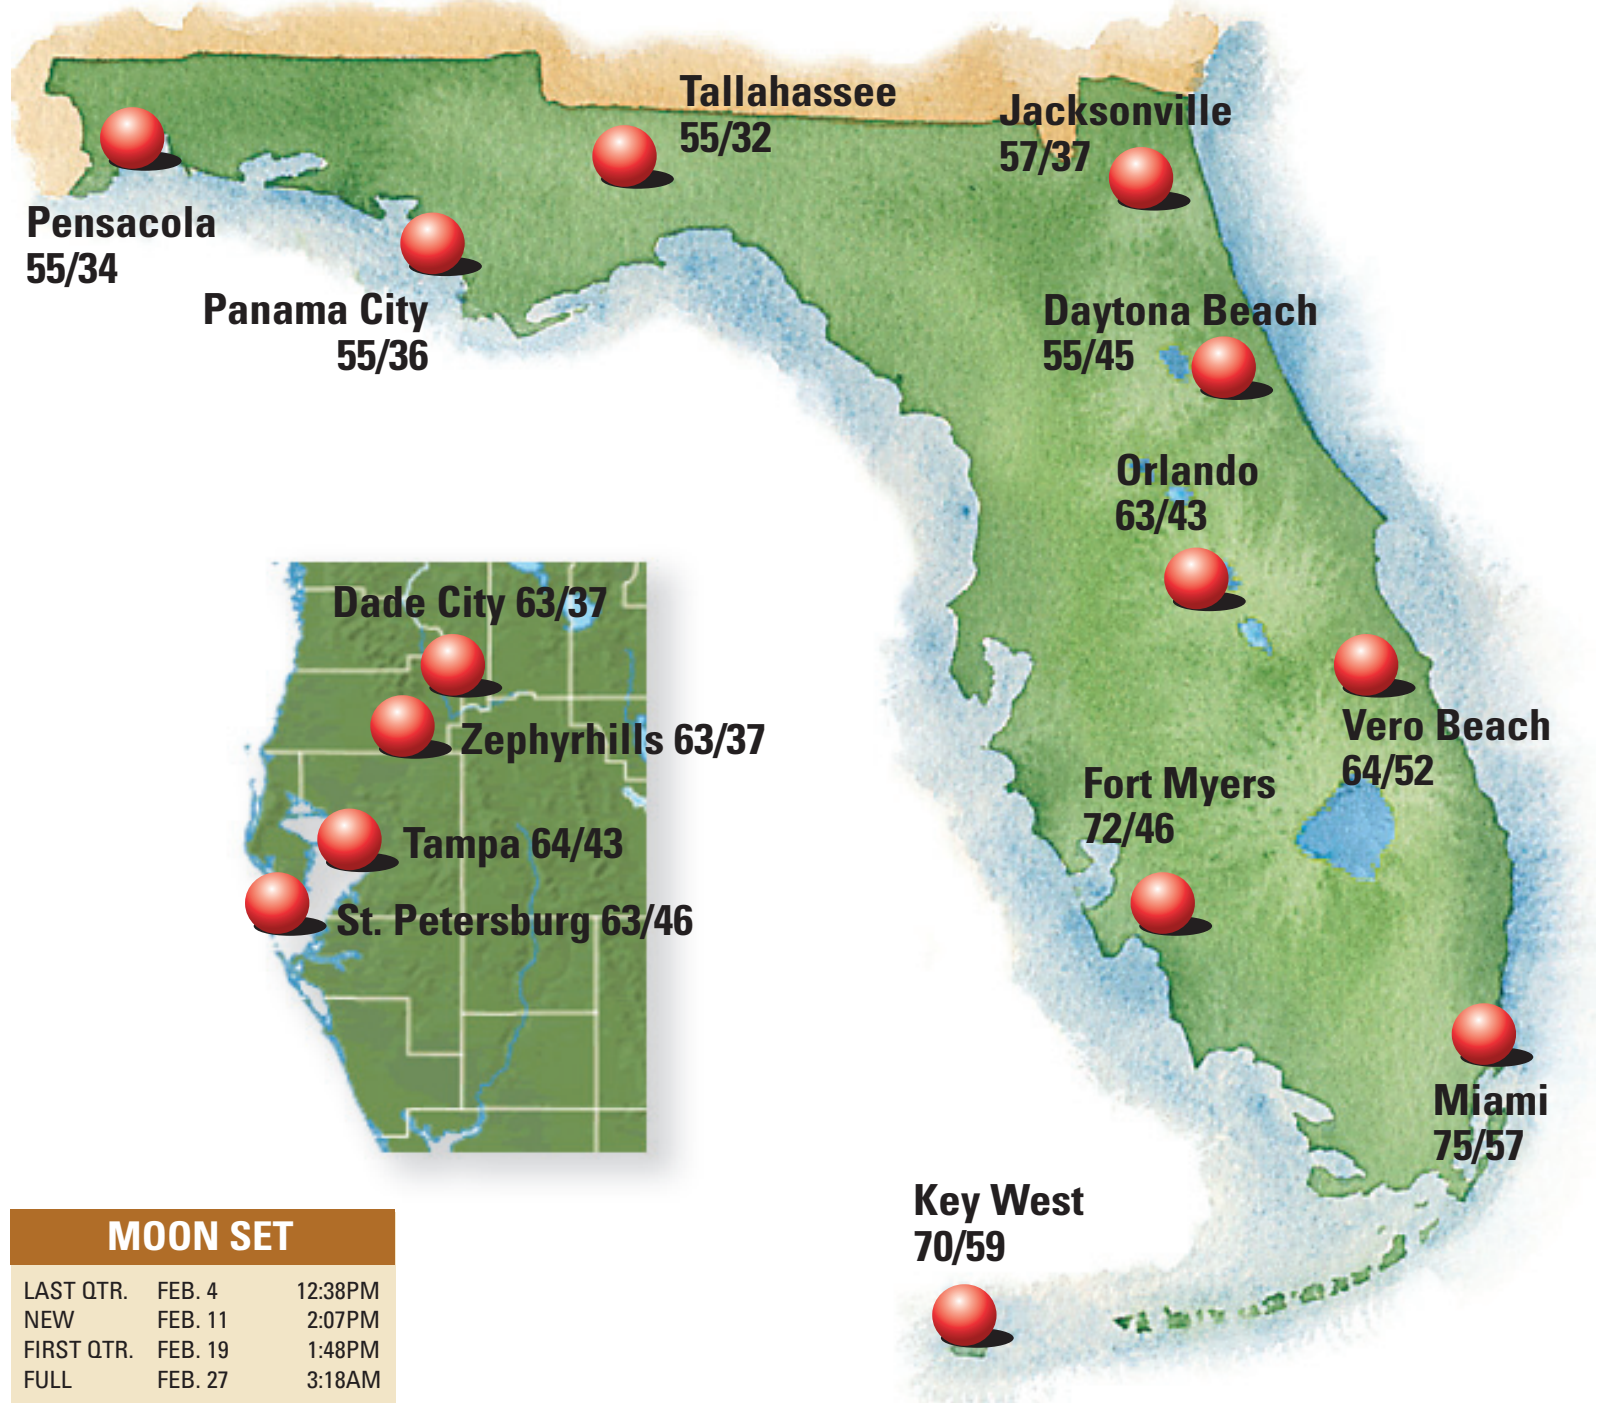 Tallahassee
55/32
Jacksonville
57/37
Pensacola
55/34
Panama City
55/36
Daytona Beach
55/45
Orlando
63/43
Dade City 63/37
Zephyrhills 63/37
Tampa 64/43
St. Petersburg 63/46
Vero Beach
64/52
Fort Myers
72/46
Miami
75/57
Key West
70/59
MOON SET
LAST QTR. FEB. 4 12:38PM
NEW FEB. 11 2:07PM
FIRST QTR. FEB. 19 1:48PM
FULL FEB. 27 3:18AM